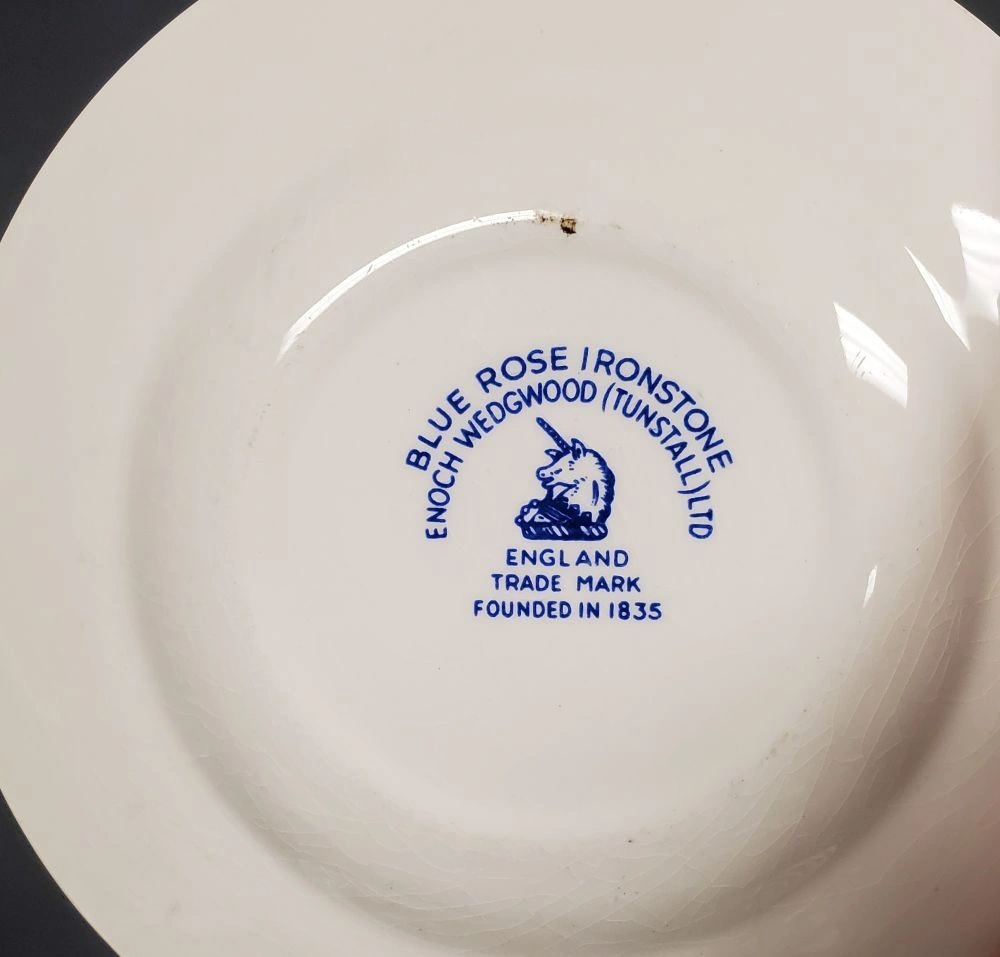 BLUE ROSE IRONSTONE
ENOCH WEDGWOOD (TUNSTALL) LTD
ENGLAND
TRADE MARK
FOUNDED IN 1835